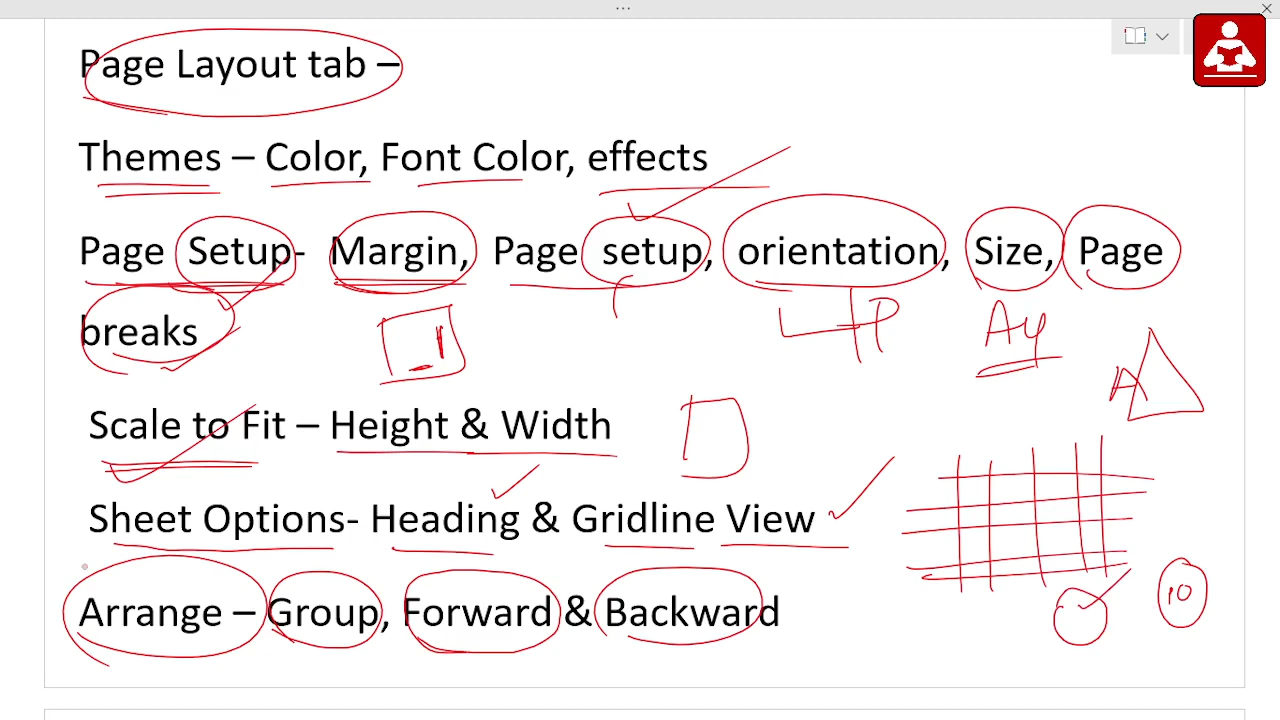 Page Layout tab –
Themes – Color, Font Color, effects
Page Setup- Margin, Page setup, orientation, Size, Page
breaks
L P
A4
A
Scale to Fit – Height & Width
Sheet Options- Heading & Gridline View
10
Arrange – Group, Forward & Backward